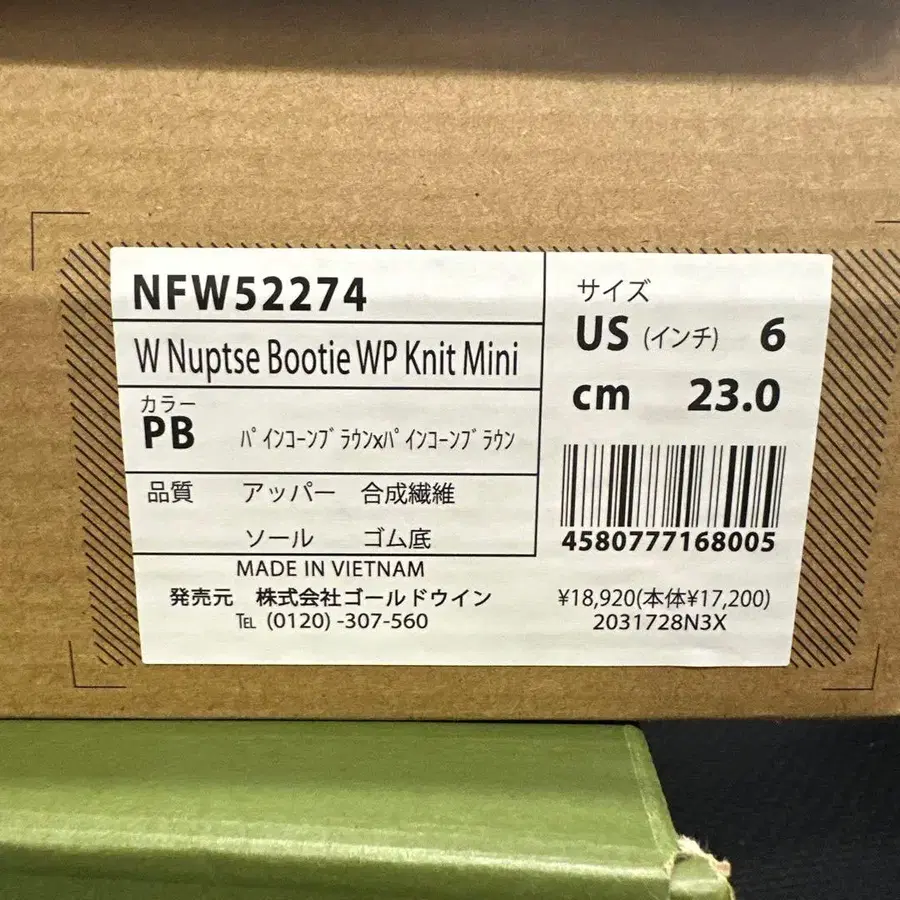 NFW52274
W Nuptse Bootie WP Knit Mini
カラー
PB ﾊﾟｲﾝｺｰﾝﾌﾞﾗｳﾝxﾊﾟｲﾝｺｰﾝﾌﾞﾗｳﾝ
品質 アッパー 合成繊維
ソール ゴム底
MADE IN VIETNAM
発売元 株式会社ゴールドウイン
℡ (0120) -307-560
サイズ
US (インチ) 6
cm 23.0
4580777168005
¥18,920(本体¥17,200)
2031728N3X